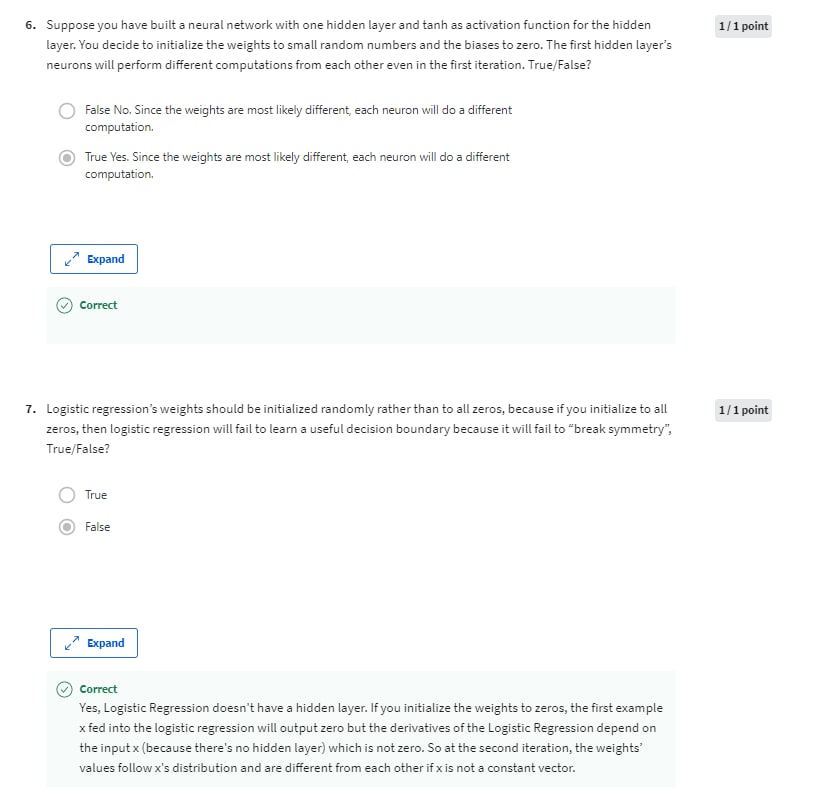 6. Suppose you have built a neural network with one hidden layer and tanh as activation function for the hidden
1 / 1 point
layer. You decide to initialize the weights to small random numbers and the biases to zero. The first hidden layer's
neurons will perform different computations from each other even in the first iteration. True/False?
False No. Since the weights are most likely different, each neuron will do a different
computation.
True Yes. Since the weights are most likely different, each neuron will do a different
computation.
Expand
Correct
7. Logistic regression's weights should be initialized randomly rather than to all zeros, because if you initialize to all
1 / 1 point
zeros, then logistic regression will fail to learn a useful decision boundary because it will fail to "break symmetry",
True/False?
True
False
Expand
Correct
Yes, Logistic Regression doesn't have a hidden layer. If you initialize the weights to zeros, the first example
x fed into the logistic regression will output zero but the derivatives of the Logistic Regression depend on
the input x (because there's no hidden layer) which is not zero. So at the second iteration, the weights'
values follow x's distribution and are different from each other if x is not a constant vector.